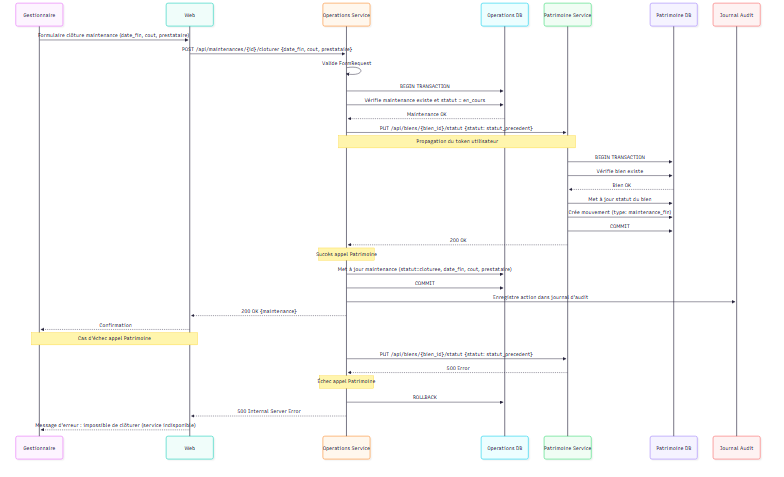 Gestionnaire Web Operations Service Operations DB Patrimoine Service Patrimoine DB Journal Audit
Formulaire clôture maintenance (date_fin, cout, prestataire)
POST /api/maintenances/{id}/cloturer {date_fin, cout, prestataire}
Valide FormRequest
BEGIN TRANSACTION
Vérifie maintenance existe et statut = en_cours
Maintenance OK
PUT /api/biens/{bien_id}/statut {statut: statut_precedent}
Propagation du token utilisateur
BEGIN TRANSACTION
Vérifie bien existe
Bien OK
Met à jour statut du bien
Crée mouvement (type: maintenance_fin)
COMMIT
200 OK
Succès appel Patrimoine
Met à jour maintenance (statut=cloturee, date_fin, cout, prestataire)
COMMIT
Enregistre action dans journal d'audit
200 OK {maintenance}
Confirmation
Cas d'échec appel Patrimoine
PUT /api/biens/{bien_id}/statut {statut: statut_precedent}
500 Error
Échec appel Patrimoine
ROLLBACK
500 Internal Server Error
Message d'erreur : impossible de clôturer (service indisponible)
Gestionnaire Web Operations Service Operations DB Patrimoine Service Patrimoine DB Journal Audit